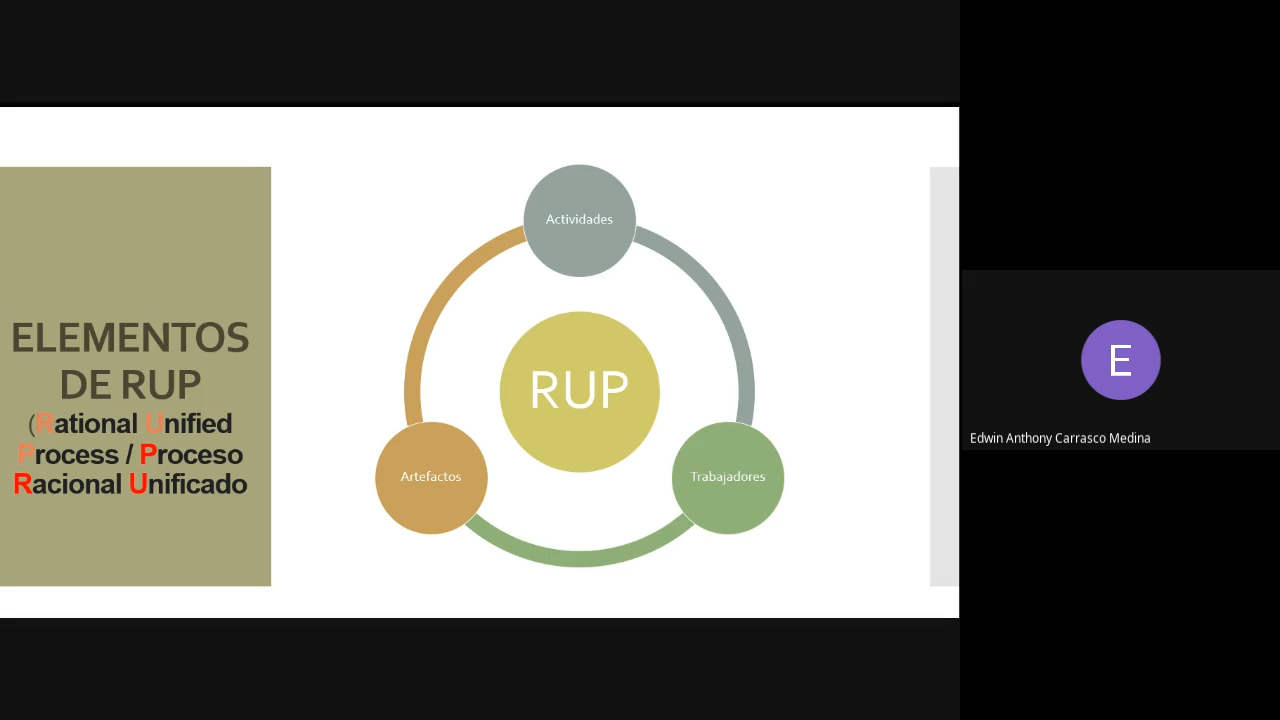 ELEMENTOS
DE RUP
(Rational Unified
Process / Proceso
Racional Unificado
Actividades
RUP
Artefactos
Trabajadores
E
Edwin Anthony Carrasco Medina